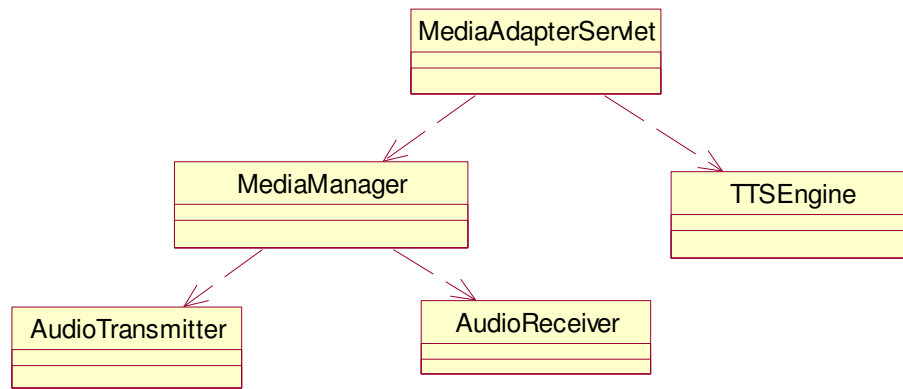 MediaAdapterServlet
MediaManager
TTSEngine
AudioTransmitter
AudioReceiver